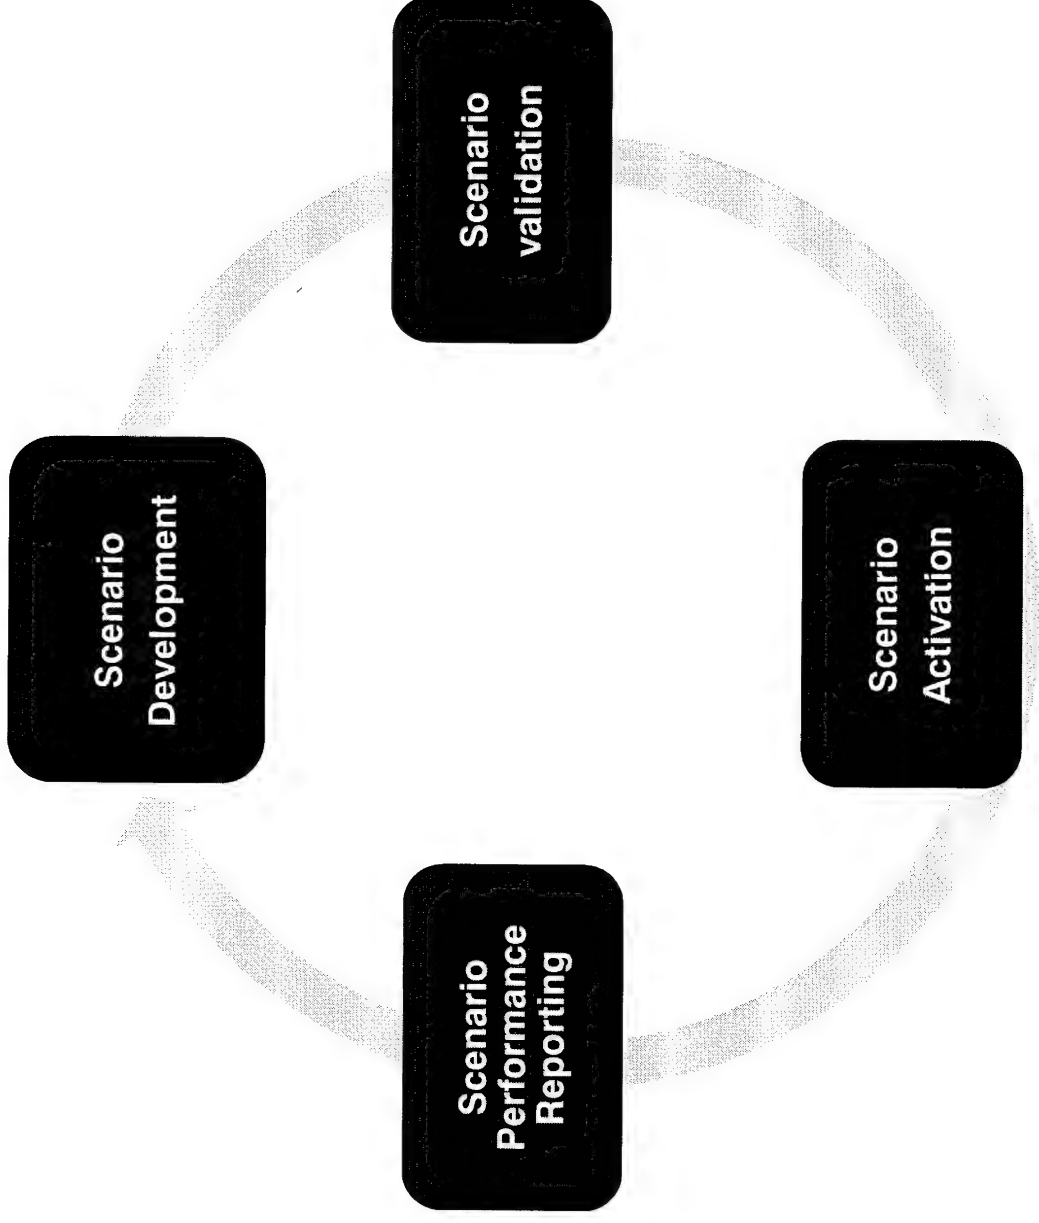 Scenario
Development
Scenario
validation
Scenario
Activation
Scenario
Performance
Reporting